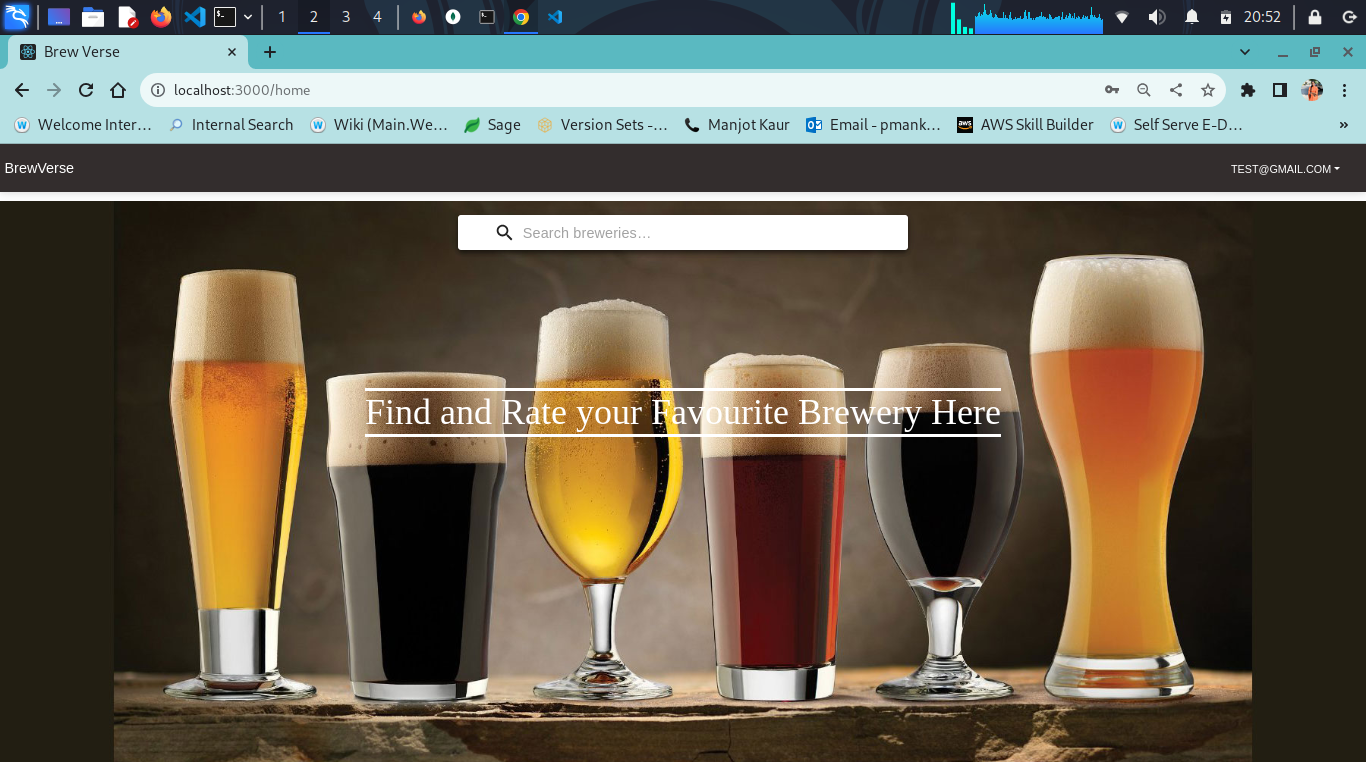 1 2 3 4 20:52
Brew Verse
localhost:3000/home
Welcome Inter… Internal Search Wiki (Main.We… Sage Version Sets -… Manjot Kaur Email - pmank… aws AWS Skill Builder Self Serve E-D… »
BrewVerse TEST@GMAIL.COM
Search breweries…
Find and Rate your Favourite Brewery Here